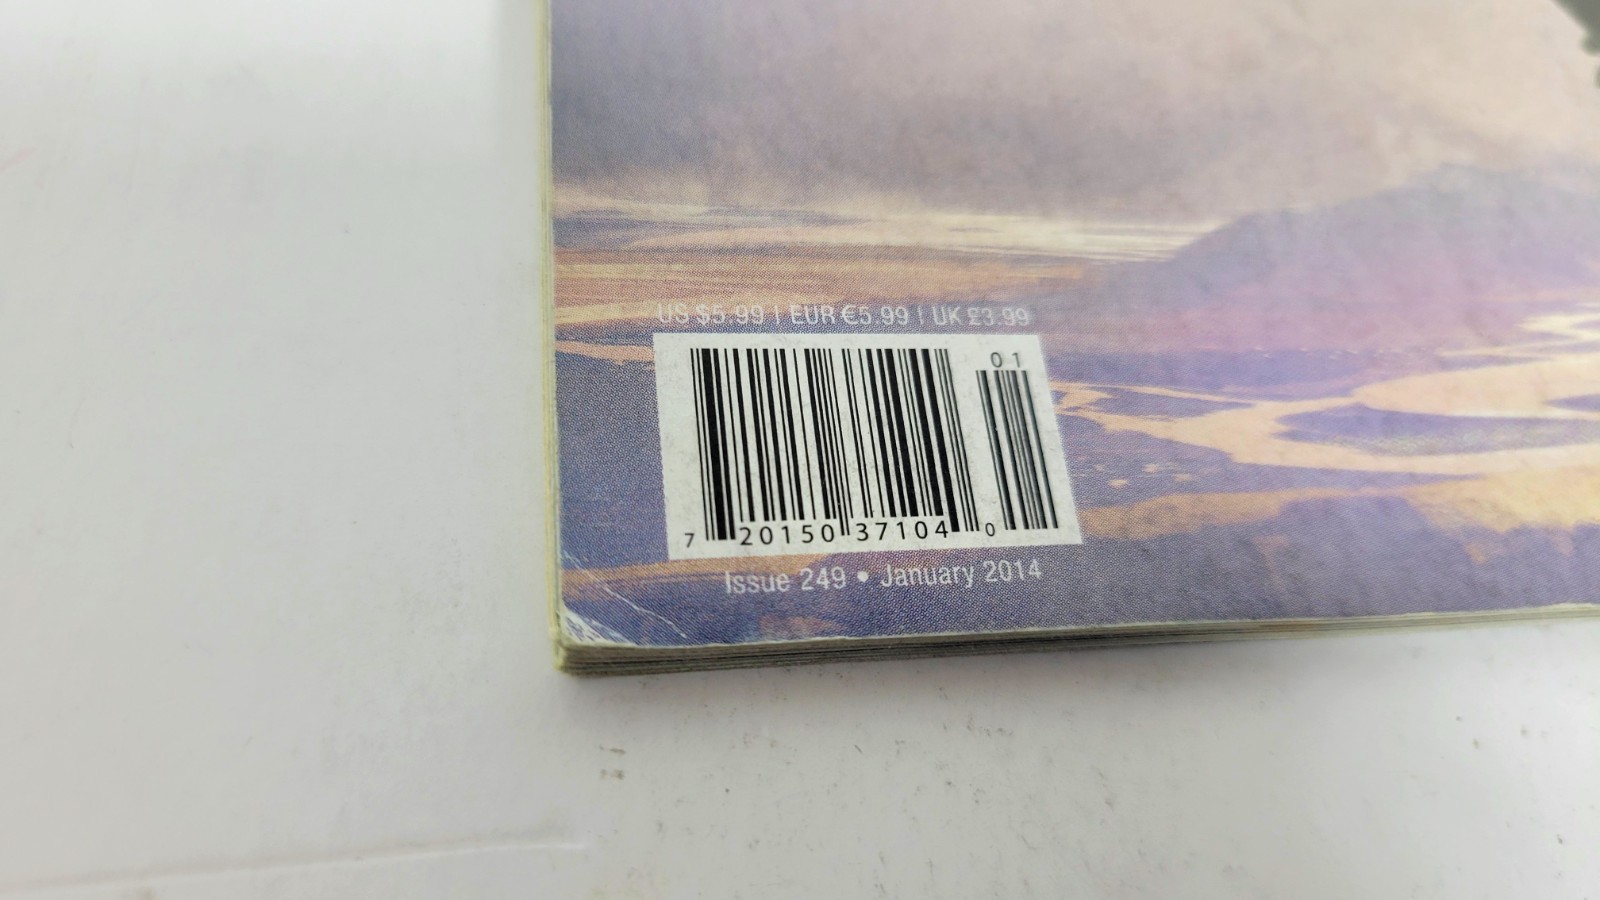 US $5.99 | EUR €5.99 | UK £3.99
01
7 20150 37104 0
Issue 249 • January 2014